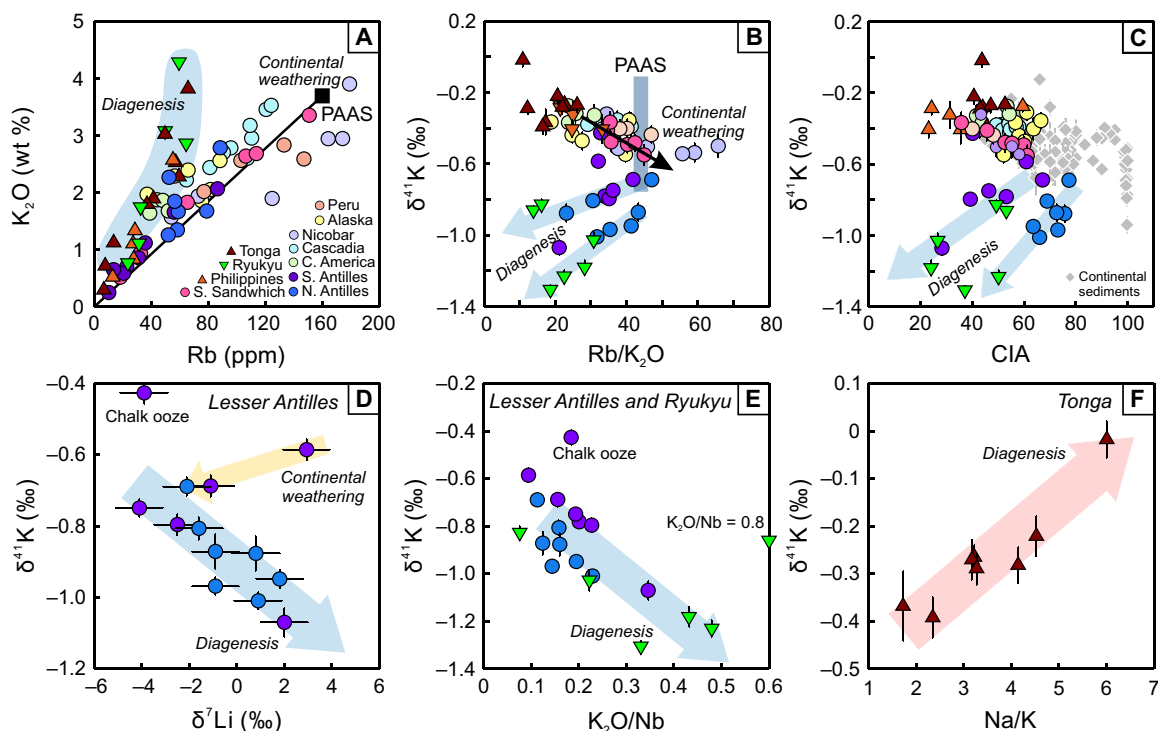 A
K₂O (wt %)
5
4
3
2
1
0
0
40
80
120
160
200
Rb (ppm)
Continental
weathering
PAAS
Diagenesis
Peru
Alaska
Nicobar
Tonga
Cascadia
Ryukyu
C. America
Philippines
S. Antilles
S. Sandwhich
N. Antilles
B
δ⁴¹K (‰)
−0.2
−0.2
−0.6
−1.0
−1.4
0
20
40
60
80
Rb/K₂O
PAAS
Continental
weathering
Diagenesis
C
δ⁴¹K (‰)
0.2
−0.2
−0.6
−1.0
−1.4
0
20
40
60
80
100
CIA
Diagenesis
Continental
sediments
D
Lesser Antilles
δ⁴¹K (‰)
−0.4
−0.6
−0.8
−1.0
−1.2
−6
−4
−2
0
2
4
6
δ⁷Li (‰)
Chalk ooze
Continental
weathering
Diagenesis
E
Lesser Antilles and Ryukyu
δ⁴¹K (‰)
−0.2
−0.4
−0.6
−0.8
−1.0
−1.2
−1.4
0
0.1
0.2
0.3
0.4
0.5
0.6
K₂O/Nb
Chalk ooze
K₂O/Nb = 0.8
Diagenesis
F
Tonga
δ⁴¹K (‰)
0.1
0
−0.1
−0.2
−0.3
−0.4
−0.5
1
2
3
4
5
6
7
Na/K
Diagenesis